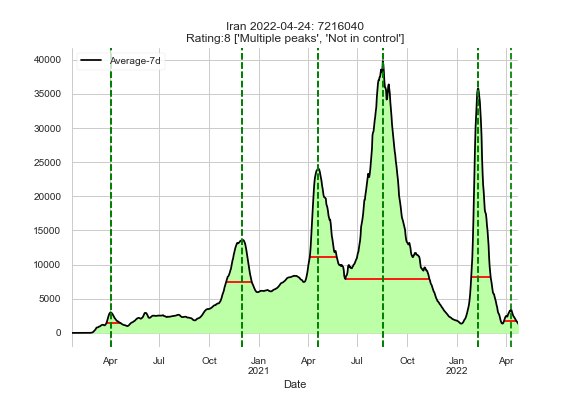 Iran 2022-04-24: 7216040
Rating:8 ['Multiple peaks', 'Not in control']
Average-7d
40000
35000
30000
25000
20000
15000
10000
5000
0
Apr Jul Oct Jan Apr Jul Oct Jan Apr
2021 2022
Date